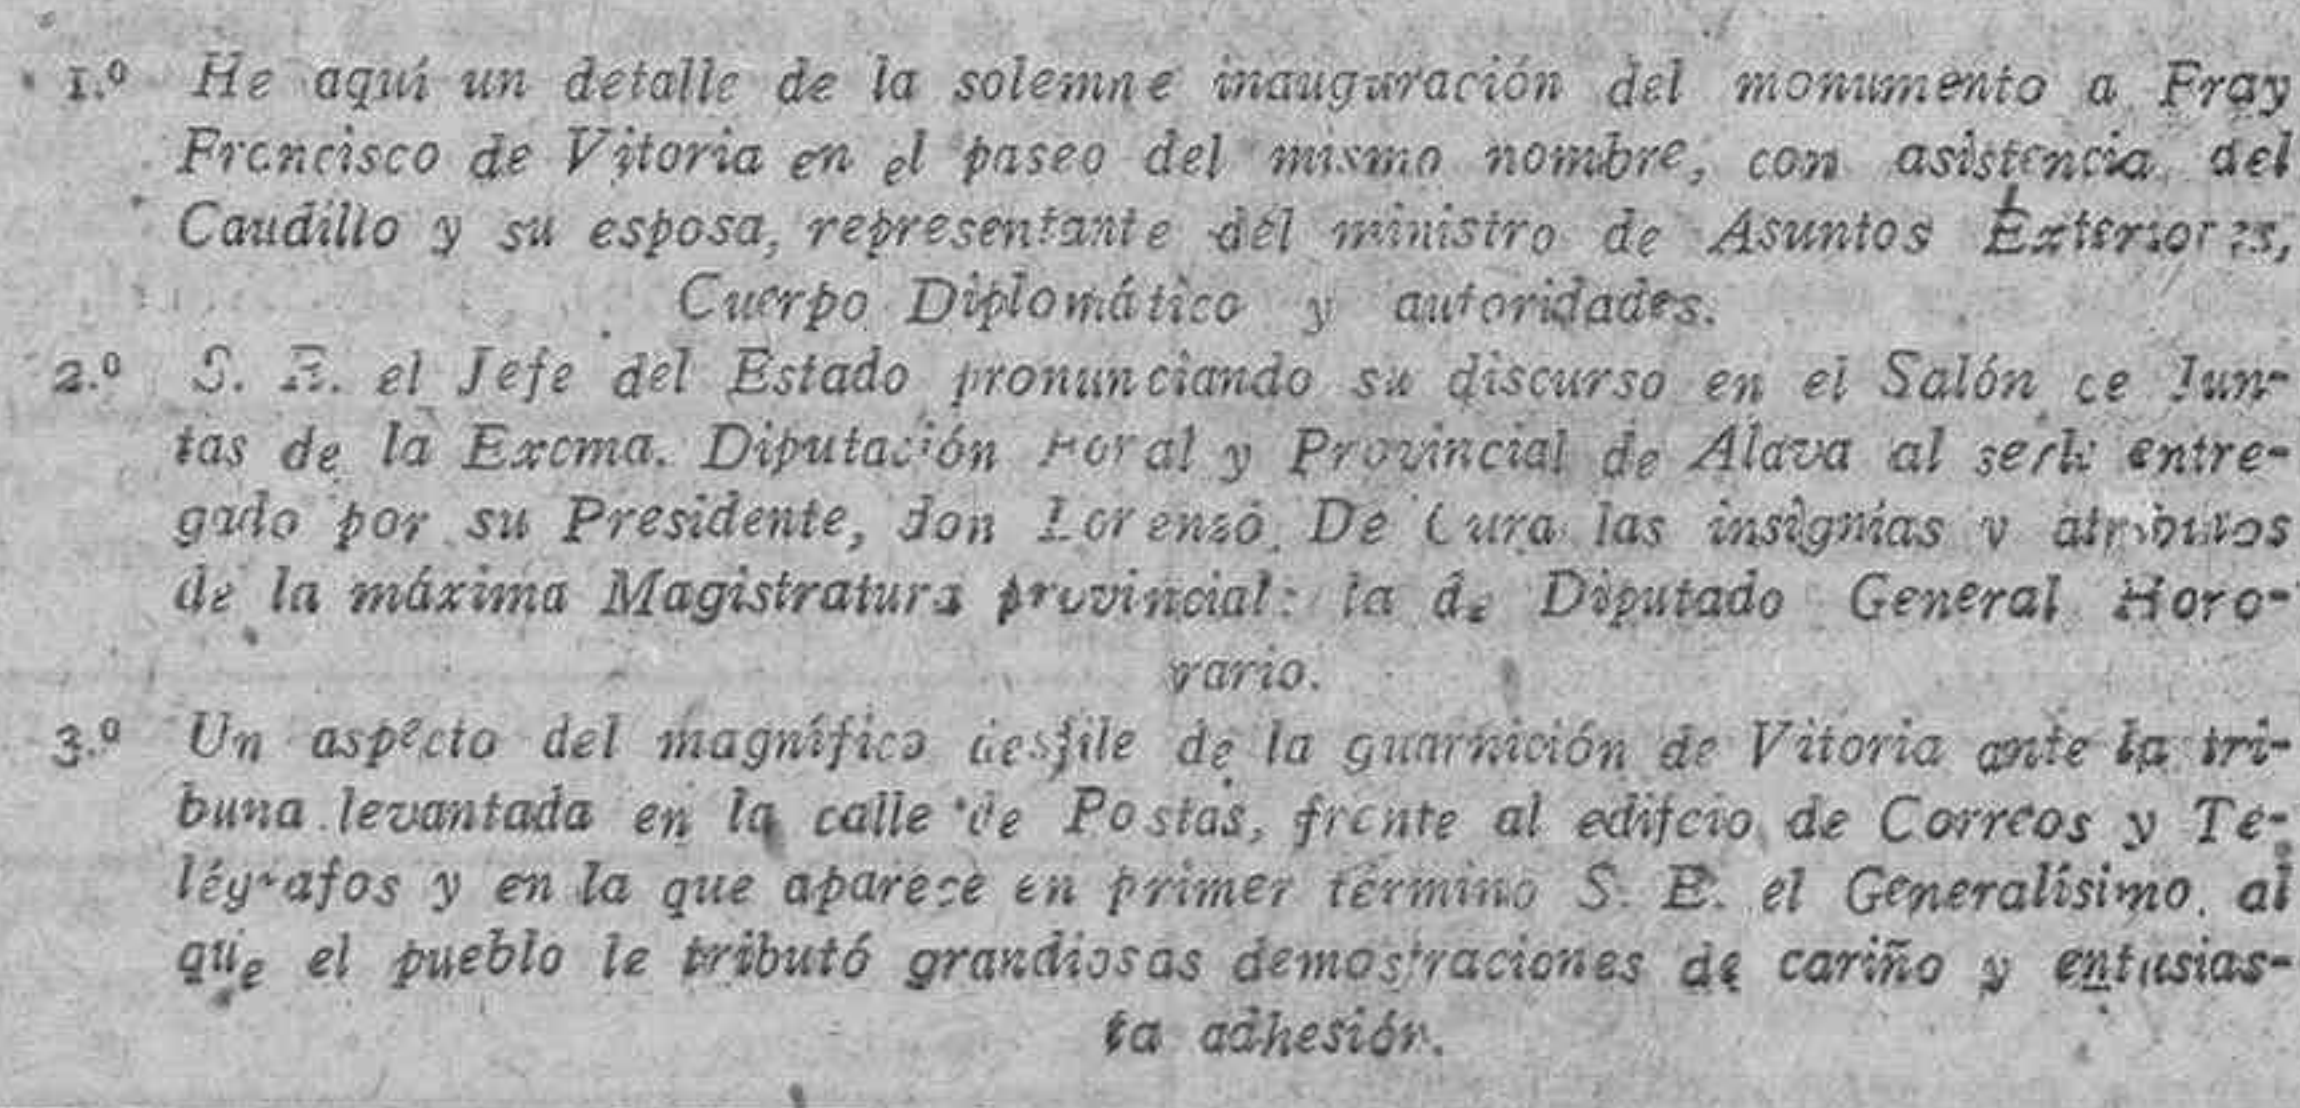 1.º He aquí un detalle de la solemne inauguración del monumento a Fray
Francisco de Vitoria en el paseo del mismo nombre, con asistencia del
Caudillo y su esposa, representante del ministro de Asuntos Exteriores,
Cuerpo Diplomático y autoridades.
2.º S. E. el Jefe del Estado pronunciando su discurso en el Salón de Jun-
tas de la Excma. Diputación Foral y Provincial de Alava al serle entre-
gado por su Presidente, don Lorenzo De Cura las insignias y atributos
de la máxima Magistratura provincial: la de Diputado General Hono-
rario.
3.º Un aspecto del magnífico desfile de la guarnición de Vitoria ante la tri-
buna levantada en la calle de Postas, frente al edifcio de Correos y Te-
légrafos y en la que aparece en primer término S. E. el Generalísimo, al
que el pueblo le tributó grandiosas demostraciones de cariño y entusias-
ta adhesión.